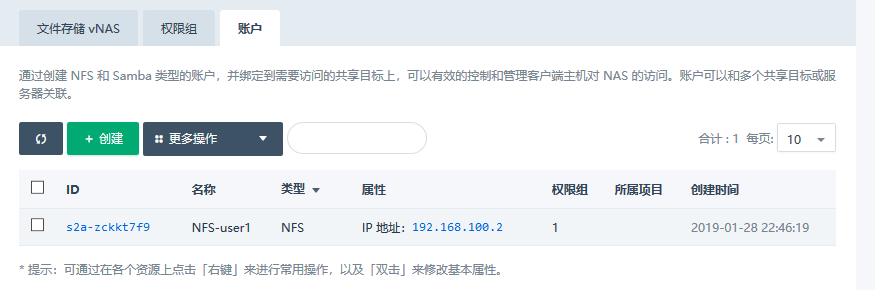 文件存储 vNAS 权限组 账户
通过创建 NFS 和 Samba 类型的账户，并绑定到需要访问的共享目标上，可以有效的控制和管理客户端主机对 NAS 的访问。账户可以和多个共享目标或服
务器关联。
+ 创建 更多操作 合计 : 1 每页: 10
ID 名称 类型 属性 权限组 所属项目 创建时间
s2a-zckkt7f9 NFS-user1 NFS IP 地址： 192.168.100.2 1 2019-01-28 22:46:19
* 提示：可通过在各个资源上点击「右键」来进行常用操作，以及「双击」来修改基本属性。